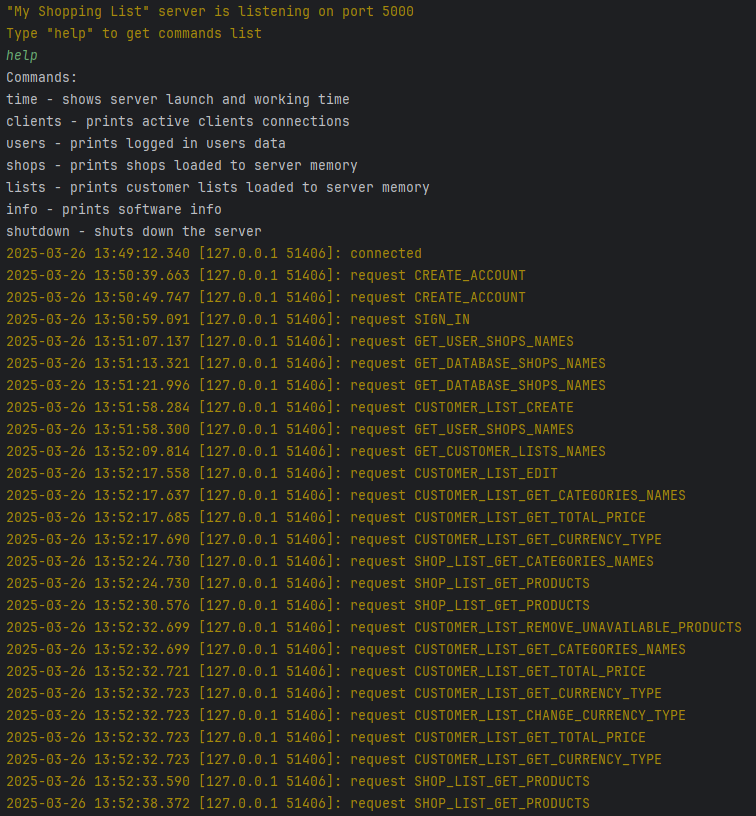 "My Shopping List" server is listening on port 5000
Type "help" to get commands list
help
Commands:
time - shows server launch and working time
clients - prints active clients connections
users - prints logged in users data
shops - prints shops loaded to server memory
lists - prints customer lists loaded to server memory
info - prints software info
shutdown - shuts down the server
2025-03-26 13:49:12.340 [127.0.0.1 51406]: connected
2025-03-26 13:50:39.663 [127.0.0.1 51406]: request CREATE_ACCOUNT
2025-03-26 13:50:49.747 [127.0.0.1 51406]: request CREATE_ACCOUNT
2025-03-26 13:50:59.091 [127.0.0.1 51406]: request SIGN_IN
2025-03-26 13:51:07.137 [127.0.0.1 51406]: request GET_USER_SHOPS_NAMES
2025-03-26 13:51:13.321 [127.0.0.1 51406]: request GET_DATABASE_SHOPS_NAMES
2025-03-26 13:51:21.996 [127.0.0.1 51406]: request GET_DATABASE_SHOPS_NAMES
2025-03-26 13:51:58.284 [127.0.0.1 51406]: request CUSTOMER_LIST_CREATE
2025-03-26 13:51:58.300 [127.0.0.1 51406]: request GET_USER_SHOPS_NAMES
2025-03-26 13:52:09.814 [127.0.0.1 51406]: request GET_CUSTOMER_LISTS_NAMES
2025-03-26 13:52:17.558 [127.0.0.1 51406]: request CUSTOMER_LIST_EDIT
2025-03-26 13:52:17.637 [127.0.0.1 51406]: request CUSTOMER_LIST_GET_CATEGORIES_NAMES
2025-03-26 13:52:17.685 [127.0.0.1 51406]: request CUSTOMER_LIST_GET_TOTAL_PRICE
2025-03-26 13:52:17.690 [127.0.0.1 51406]: request CUSTOMER_LIST_GET_CURRENCY_TYPE
2025-03-26 13:52:24.730 [127.0.0.1 51406]: request SHOP_LIST_GET_CATEGORIES_NAMES
2025-03-26 13:52:24.730 [127.0.0.1 51406]: request SHOP_LIST_GET_PRODUCTS
2025-03-26 13:52:30.576 [127.0.0.1 51406]: request SHOP_LIST_GET_PRODUCTS
2025-03-26 13:52:32.699 [127.0.0.1 51406]: request CUSTOMER_LIST_REMOVE_UNAVAILABLE_PRODUCTS
2025-03-26 13:52:32.699 [127.0.0.1 51406]: request CUSTOMER_LIST_GET_CATEGORIES_NAMES
2025-03-26 13:52:32.721 [127.0.0.1 51406]: request CUSTOMER_LIST_GET_TOTAL_PRICE
2025-03-26 13:52:32.723 [127.0.0.1 51406]: request CUSTOMER_LIST_GET_CURRENCY_TYPE
2025-03-26 13:52:32.723 [127.0.0.1 51406]: request CUSTOMER_LIST_CHANGE_CURRENCY_TYPE
2025-03-26 13:52:32.723 [127.0.0.1 51406]: request CUSTOMER_LIST_GET_TOTAL_PRICE
2025-03-26 13:52:32.723 [127.0.0.1 51406]: request CUSTOMER_LIST_GET_CURRENCY_TYPE
2025-03-26 13:52:33.590 [127.0.0.1 51406]: request SHOP_LIST_GET_PRODUCTS
2025-03-26 13:52:38.372 [127.0.0.1 51406]: request SHOP_LIST_GET_PRODUCTS